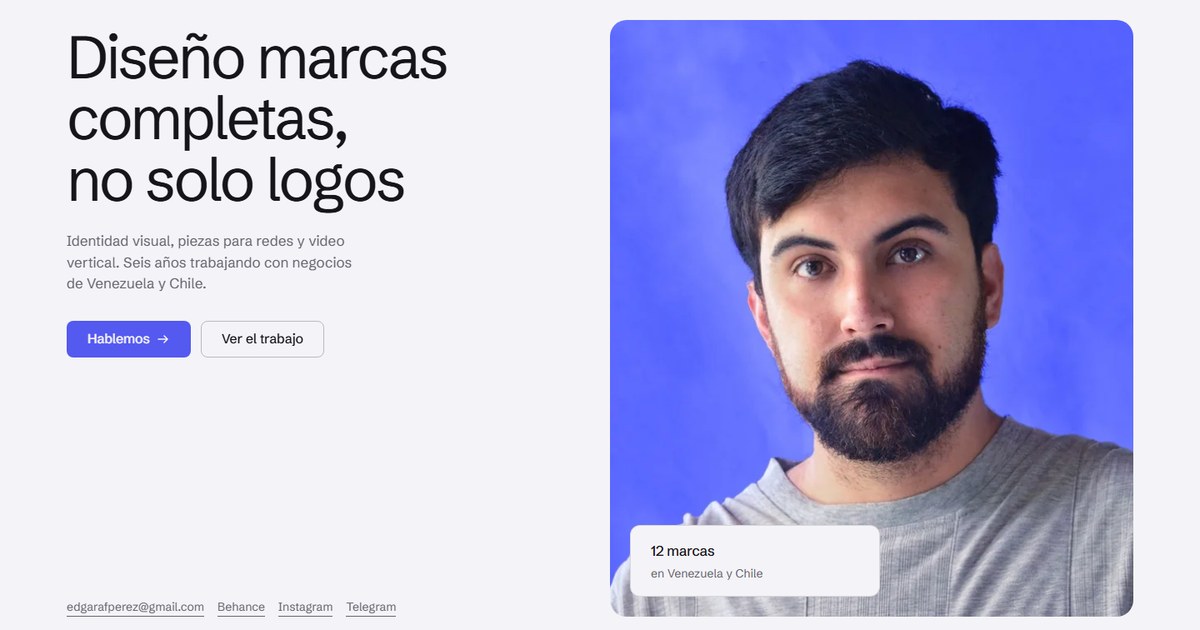 Diseño marcas
completas,
no solo logos
Identidad visual, piezas para redes y video
vertical. Seis años trabajando con negocios
de Venezuela y Chile.
Hablemos →
Ver el trabajo
12 marcas
en Venezuela y Chile
edgarafperez@gmail.com
Behance
Instagram
Telegram